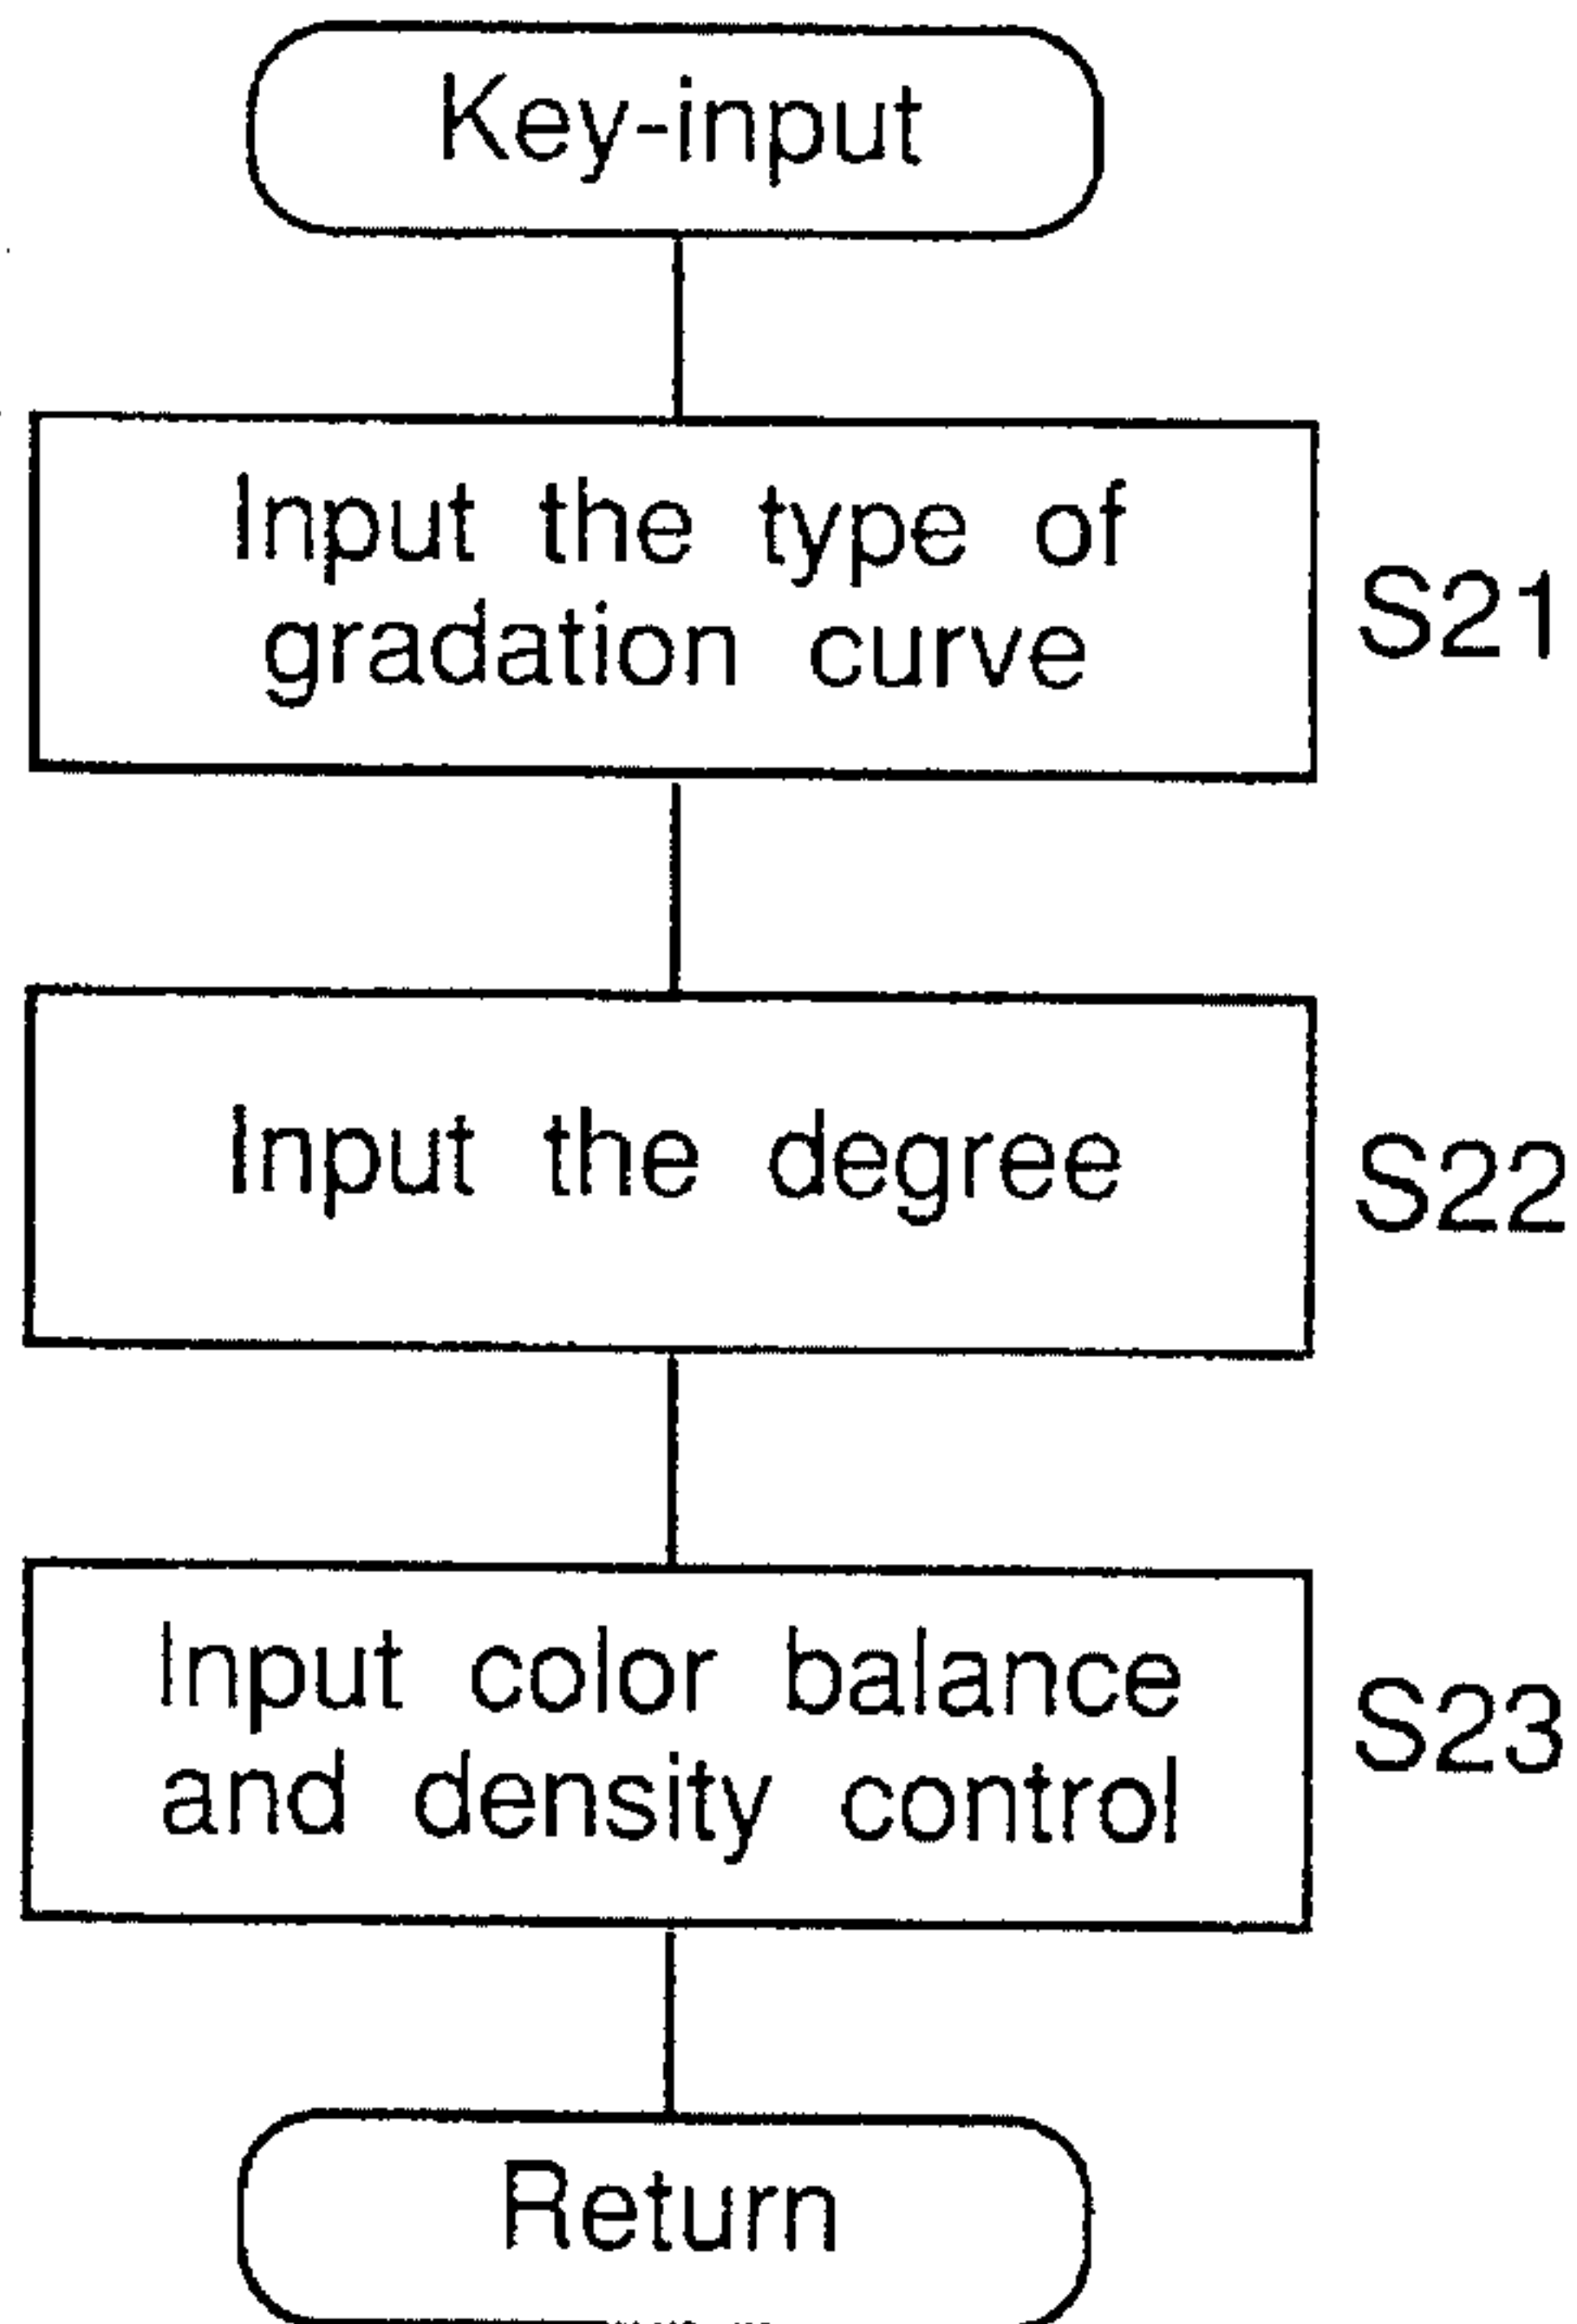 Key-input
Input the type of
gradation curve
S21
Input the degree
S22
Input color balance
and density control
S23
Return